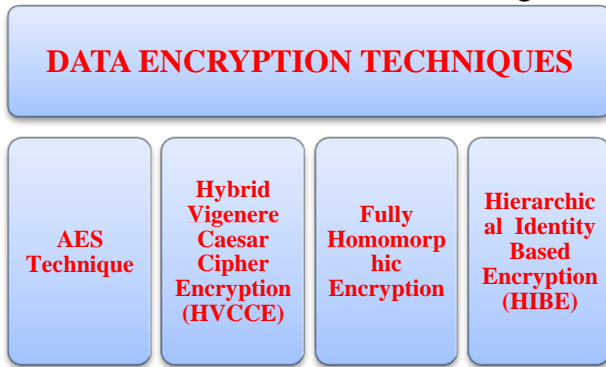 DATA ENCRYPTION TECHNIQUES
AES
Technique
Hybrid
Vigenere
Caesar
Cipher
Encryption
(HVCCE)
Fully
Homomorp
hic
Encryption
Hierarchic
al Identity
Based
Encryption
(HIBE)